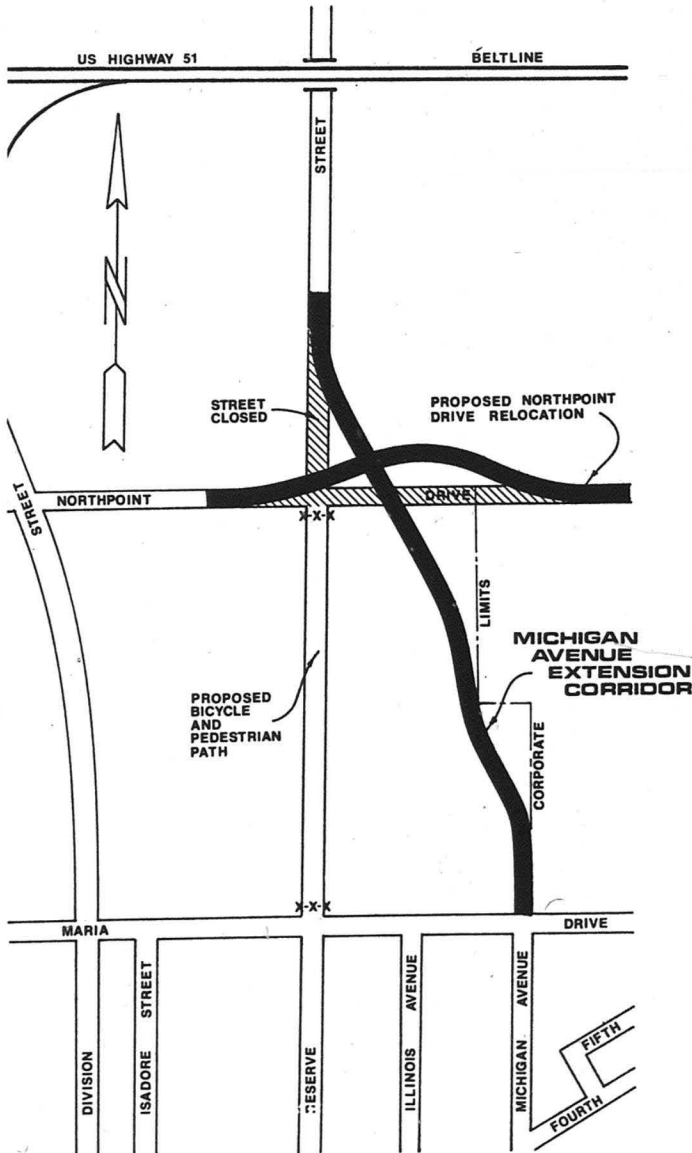 US HIGHWAY 51
BELTLINE
STREET
N
STREET
CLOSED
PROPOSED NORTHPOINT
DRIVE RELOCATION
STREET
NORTHPOINT
DRIVE
X-X-X
LIMITS
MICHIGAN
AVENUE
EXTENSION
CORRIDOR
PROPOSED
BICYCLE
AND
PEDESTRIAN
PATH
CORPORATE
X-X-X
MARIA
DRIVE
DIVISION
ISADORE STREET
RESERVE
ILLINOIS AVENUE
MICHIGAN AVENUE
FIFTH
FOURTH